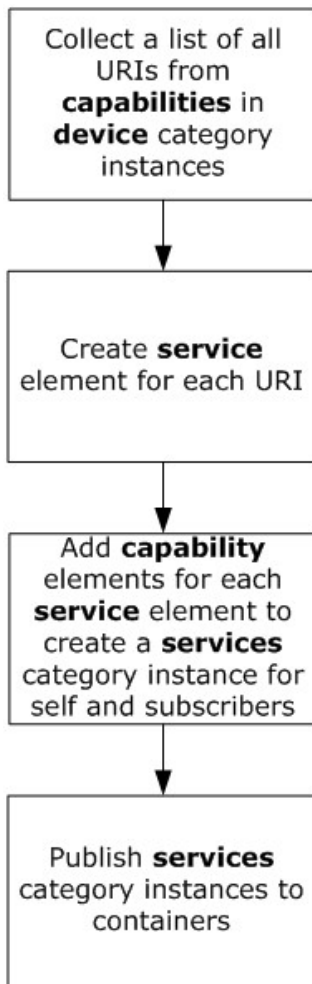 Collect a list of all
URIs from
capabilities in
device category
instances
Create service
element for each URI
Add capability
elements for each
service element to
create a services
category instance for
self and subscribers
Publish services
category instances to
containers